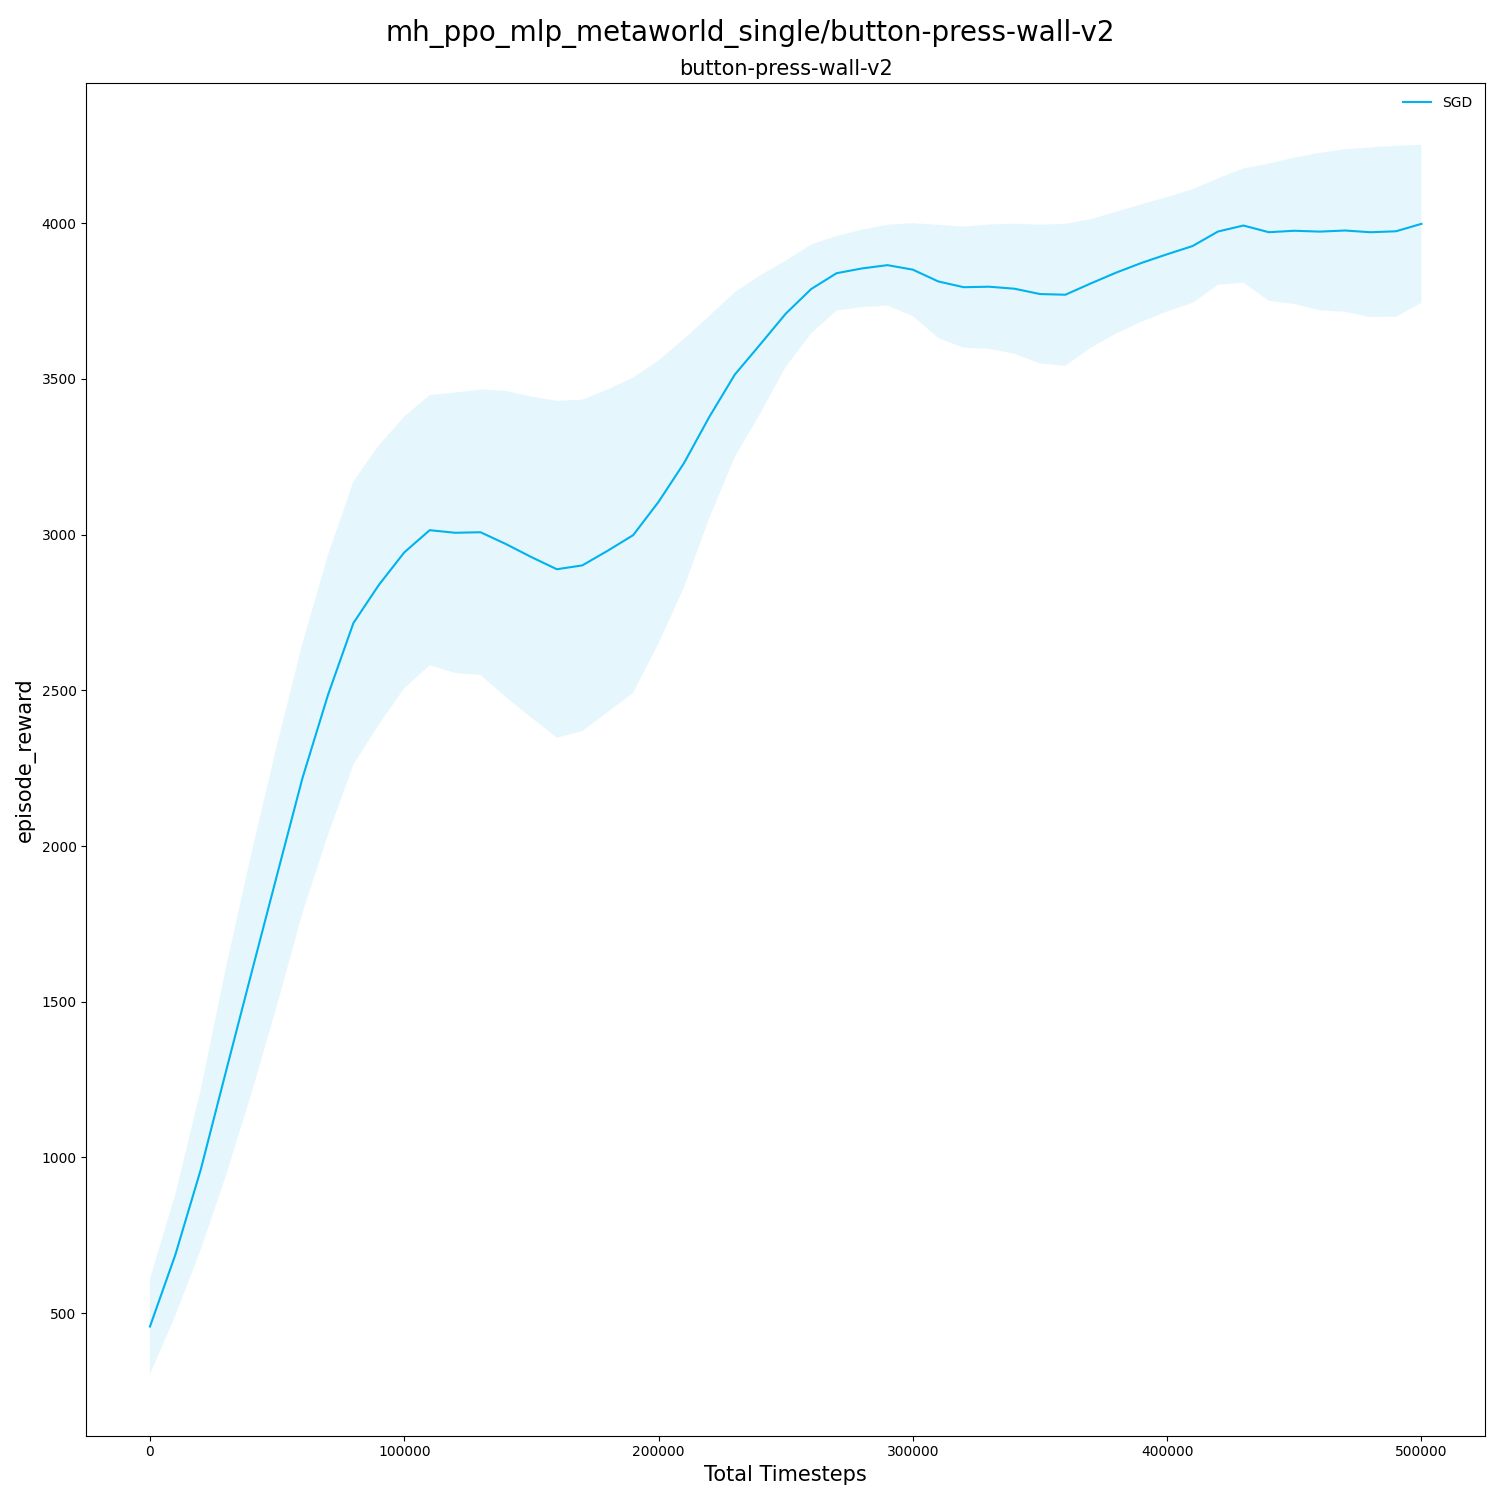 mh_ppo_mlp_metaworld_single/button-press-wall-v2
button-press-wall-v2
SGD
4000
3500
3000
2500
2000
1500
1000
500
episode_reward
0 100000 200000 300000 400000 500000
Total Timesteps